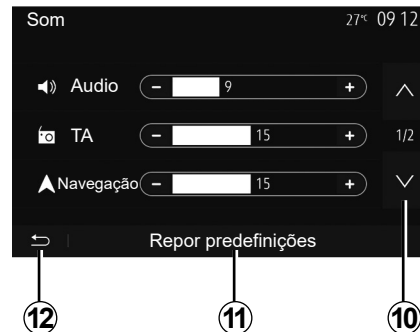 Som 27°C 09 12
Audio - 9 +
TA - 15 +
1/2
Navegação - 15 +
Repor predefinições
12 11 10